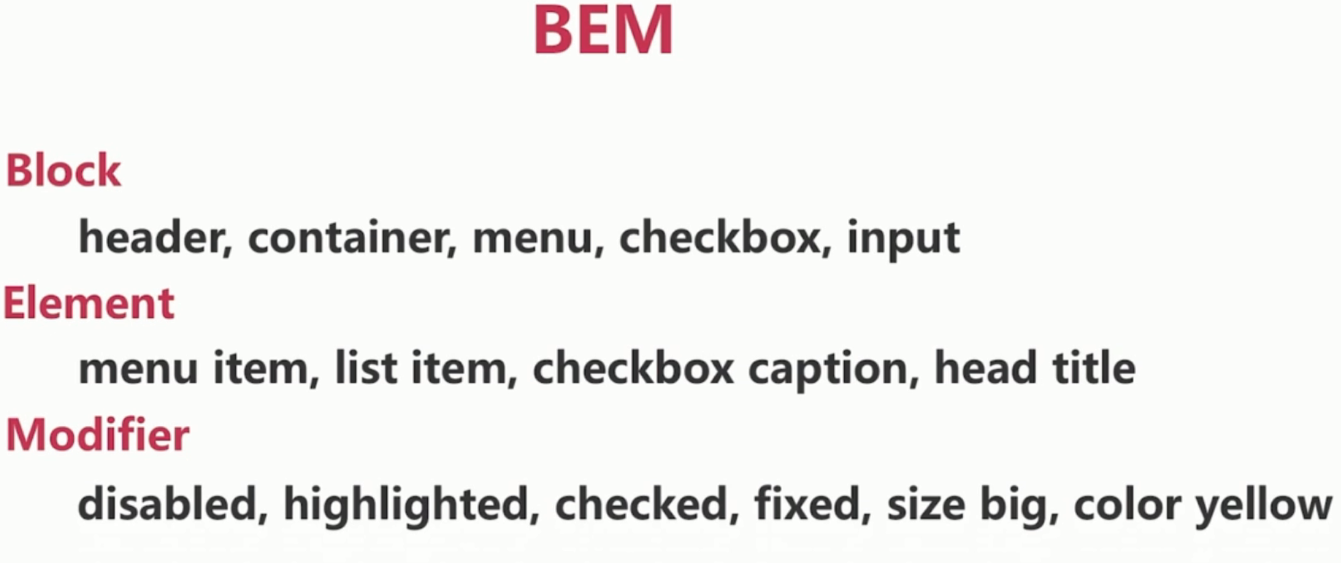 BEM
Block
header, container, menu, checkbox, input
Element
menu item, list item, checkbox caption, head title
Modifier
disabled, highlighted, checked, fixed, size big, color yellow